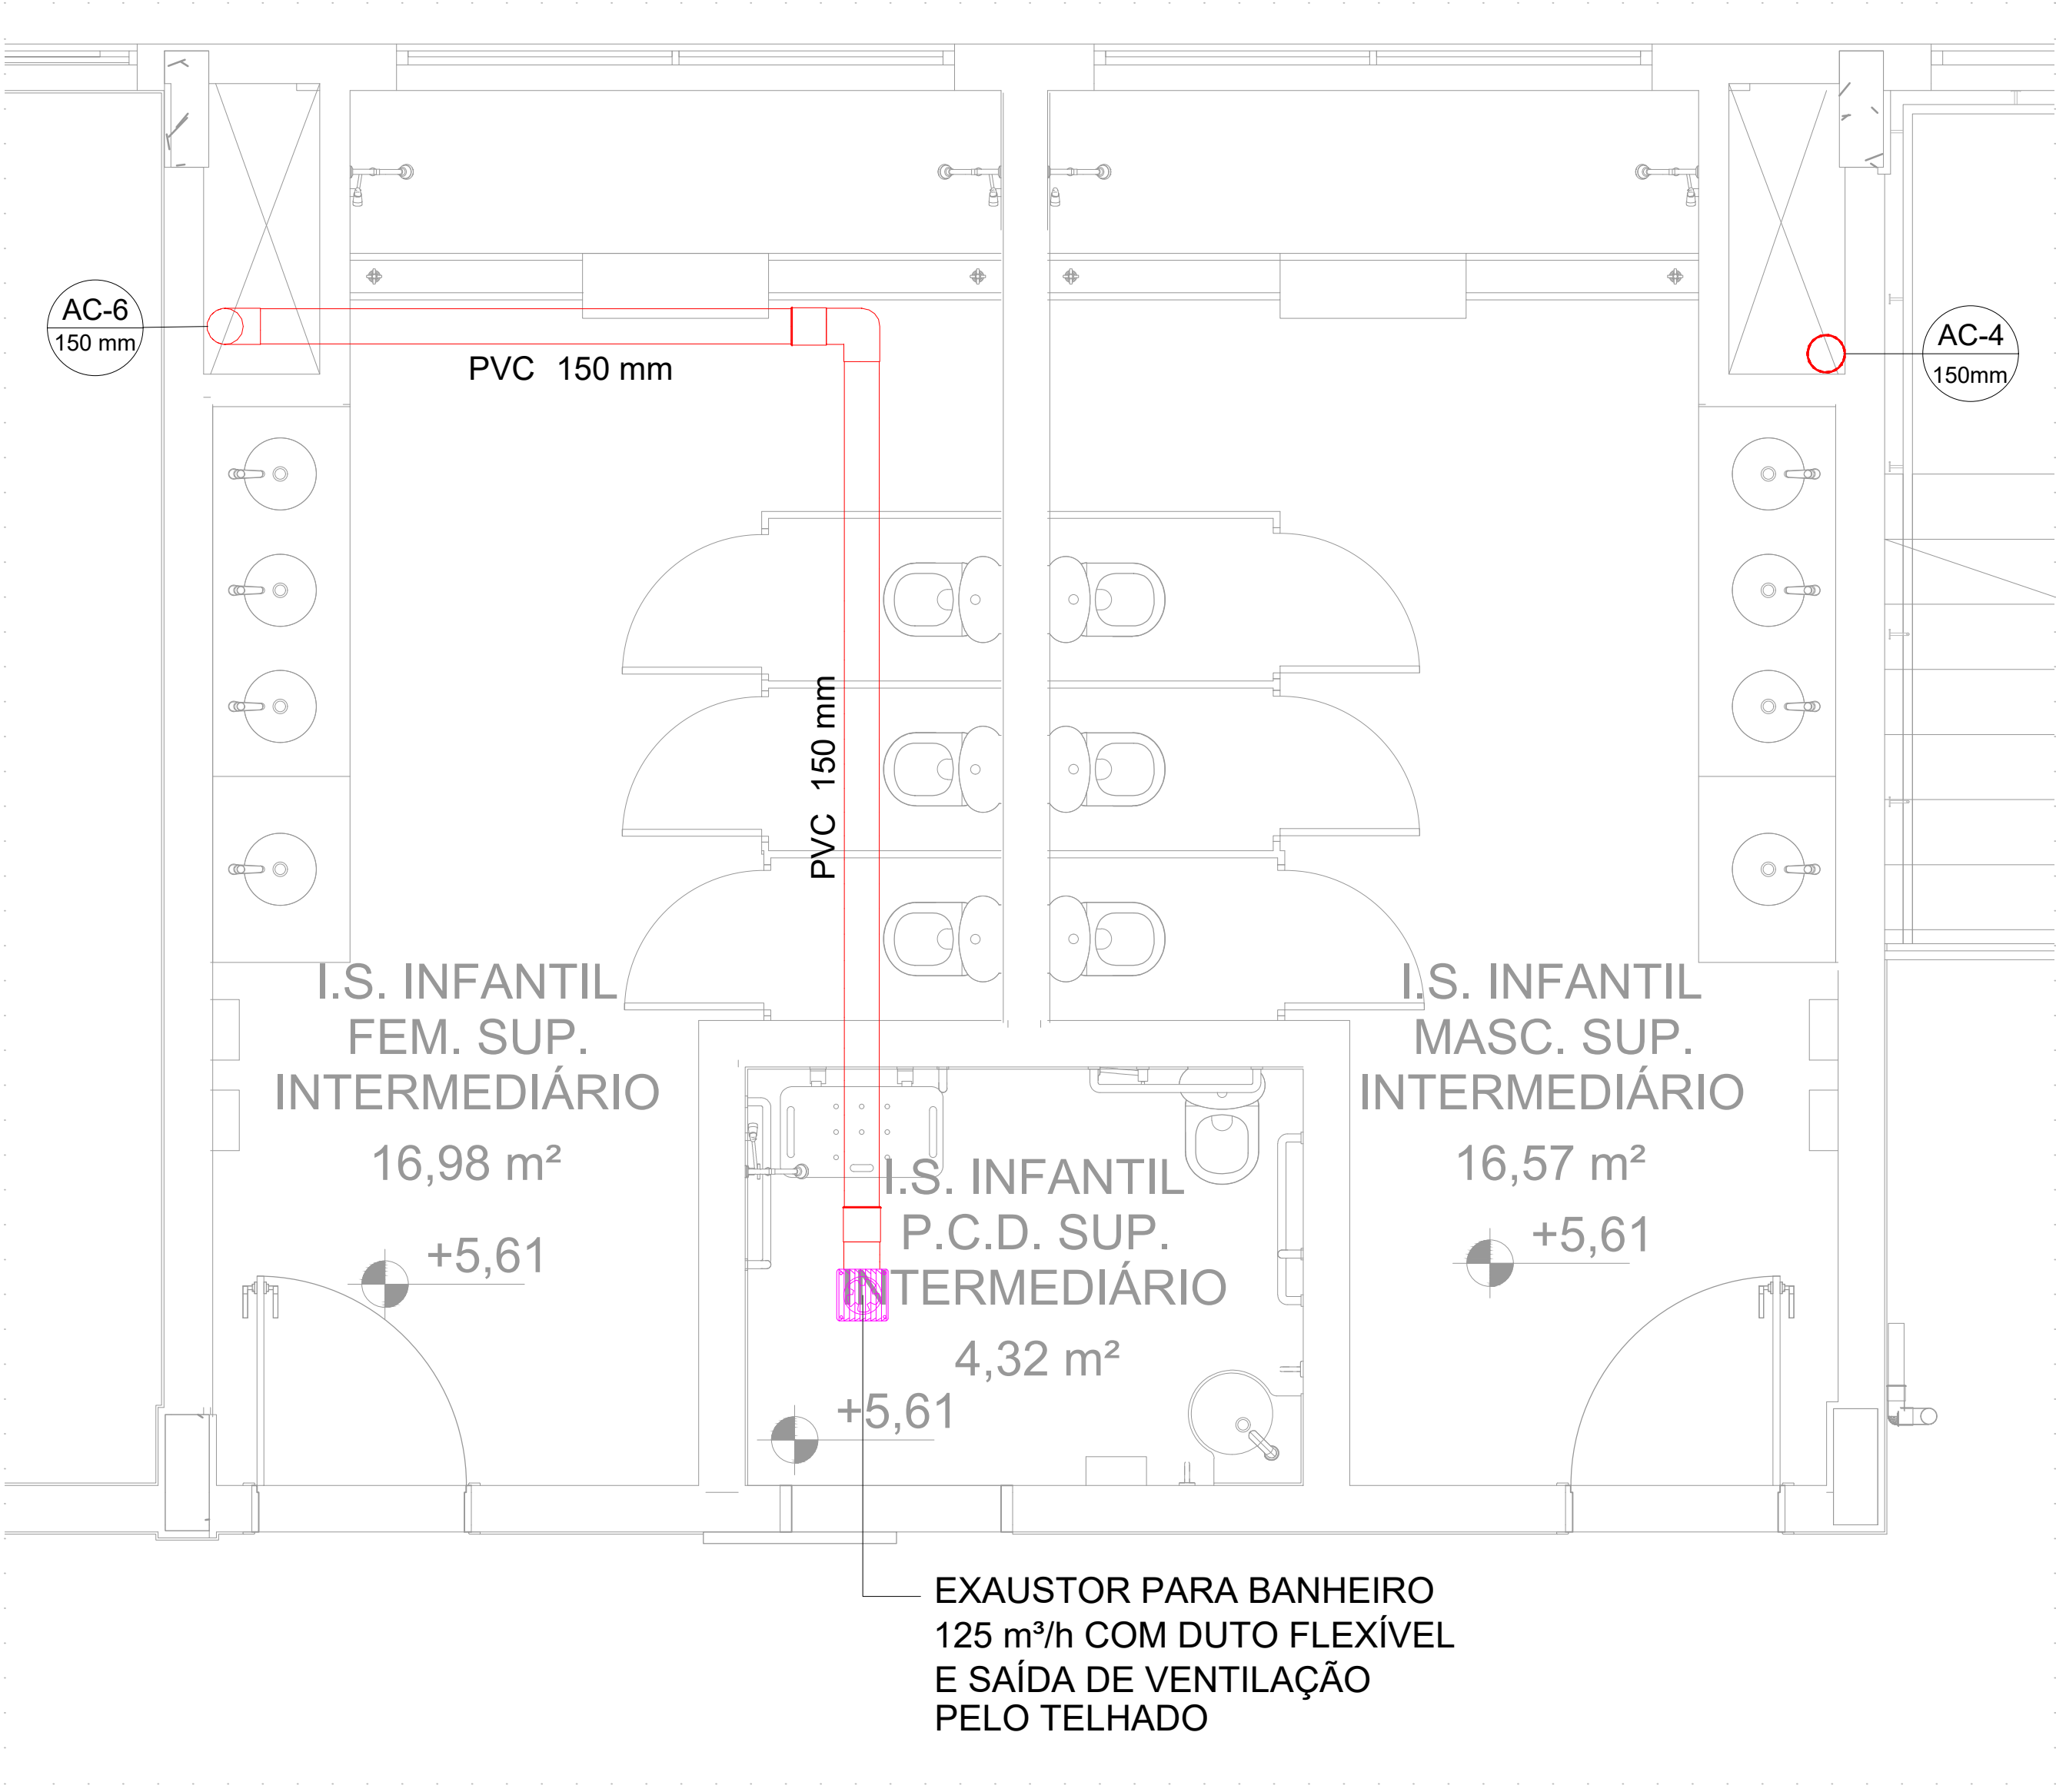 AC-6
150 mm
AC-4
150mm
PVC 150 mm
PVC 150 mm
I.S. INFANTIL
FEM. SUP.
INTERMEDIÁRIO
16,98 m²
+5,61
I.S. INFANTIL
P.C.D. SUP.
INTERMEDIÁRIO
4,32 m²
+5,61
I.S. INFANTIL
MASC. SUP.
INTERMEDIÁRIO
16,57 m²
+5,61
EXAUSTOR PARA BANHEIRO
125 m³/h COM DUTO FLEXÍVEL
E SAÍDA DE VENTILAÇÃO
PELO TELHADO